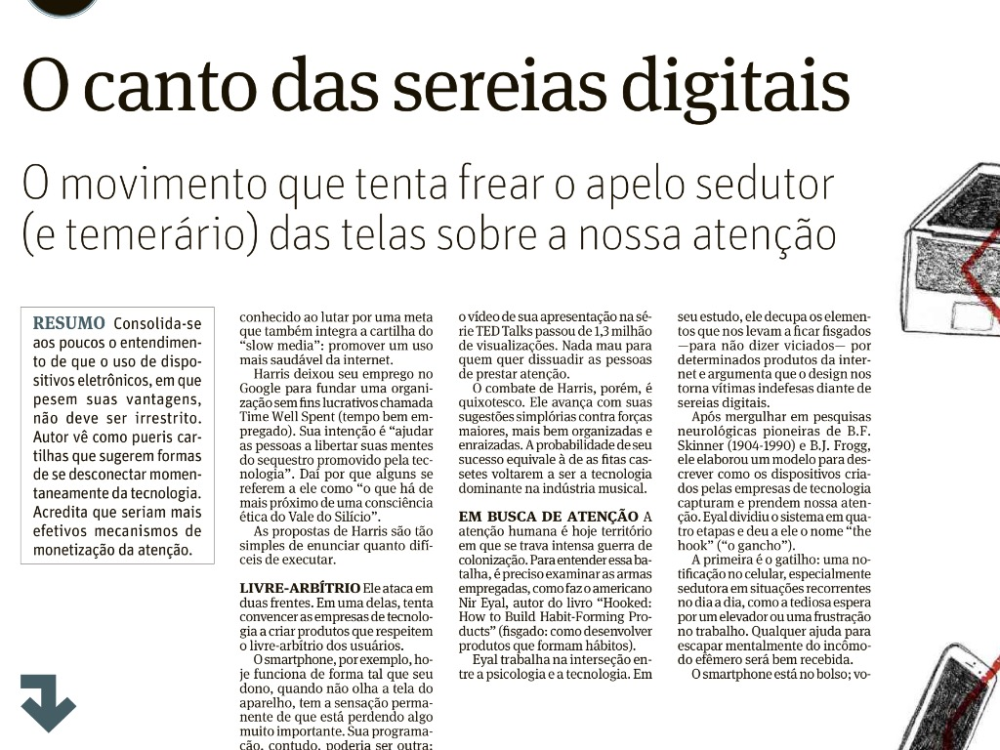 O canto das sereias digitais
O movimento que tenta frear o apelo sedutor
(e temerário) das telas sobre a nossa atenção
RESUMO Consolida-se
aos poucos o entendimen-
to de que o uso de dispo-
sitivos eletrônicos, em que
pesem suas vantagens,
não deve ser irrestrito.
Autor vê como pueris car-
tilhas que sugerem formas
de se desconectar momen-
taneamente da tecnologia.
Acredita que seriam mais
efetivos mecanismos de
monetização da atenção.
conhecido ao lutar por uma meta
que também integra a cartilha do
“slow media”: promover um uso
mais saudável da internet.
Harris deixou seu emprego no
Google para fundar uma organi-
zação sem fins lucrativos chamada
Time Well Spent (tempo bem em-
pregado). Sua intenção é “ajudar
as pessoas a libertar suas mentes
do sequestro promovido pela tec-
nologia”. Daí por que alguns se
referem a ele como “o que há de
mais próximo de uma consciência
ética do Vale do Silício”.
As propostas de Harris são tão
simples de enunciar quanto difí-
ceis de executar.
LIVRE-ARBÍTRIO Ele ataca em
duas frentes. Em uma delas, tenta
convencer as empresas de tecnolo-
gia a criar produtos que respeitem
o livre-arbítrio dos usuários.
O smartphone, por exemplo, ho-
je funciona de forma tal que seu
dono, quando não olha a tela do
aparelho, tem a sensação perma-
nente de que está perdendo algo
muito importante. Sua programa-
ção, contudo, poderia ser outra:
o vídeo de sua apresentação na sé-
rie TED Talks passou de 1,3 milhão
de visualizações. Nada mau para
quem quer dissuadir as pessoas
de prestar atenção.
O combate de Harris, porém, é
quixotesco. Ele avança com suas
sugestões simplórias contra forças
maiores, mais bem organizadas e
enraizadas. A probabilidade de seu
sucesso equivale à de as fitas cas-
setes voltarem a ser a tecnologia
dominante na indústria musical.
EM BUSCA DE ATENÇÃO A
atenção humana é hoje território
em que se trava intensa guerra de
colonização. Para entender essa ba-
talha, é preciso examinar as armas
empregadas, como faz o americano
Nir Eyal, autor do livro “Hooked:
How to Build Habit-Forming Pro-
ducts” (fisgado: como desenvolver
produtos que formam hábitos).
Eyal trabalha na interseção en-
tre a psicologia e a tecnologia. Em
seu estudo, ele decupa os elemen-
tos que nos levam a ficar fisgados
—para não dizer viciados— por
determinados produtos da inter-
net e argumenta que o design nos
torna vítimas indefesas diante de
sereias digitais.
Após mergulhar em pesquisas
neurológicas pioneiras de B.F.
Skinner (1904-1990) e B.J. Frogg,
ele elaborou um modelo para des-
crever como os dispositivos cria-
dos pelas empresas de tecnologia
capturam e prendem nossa aten-
ção. Eyal dividiu o sistema em qua-
tro etapas e deu a ele o nome “the
hook” (“o gancho”).
A primeira é o gatilho: uma no-
tificação no celular, especialmente
sedutora em situações recorrentes
no dia a dia, como a tediosa espera
por um elevador ou uma frustração
no trabalho. Qualquer ajuda para
escapar mentalmente do incômo-
do efêmero será bem recebida.
O smartphone está no bolso; vo-